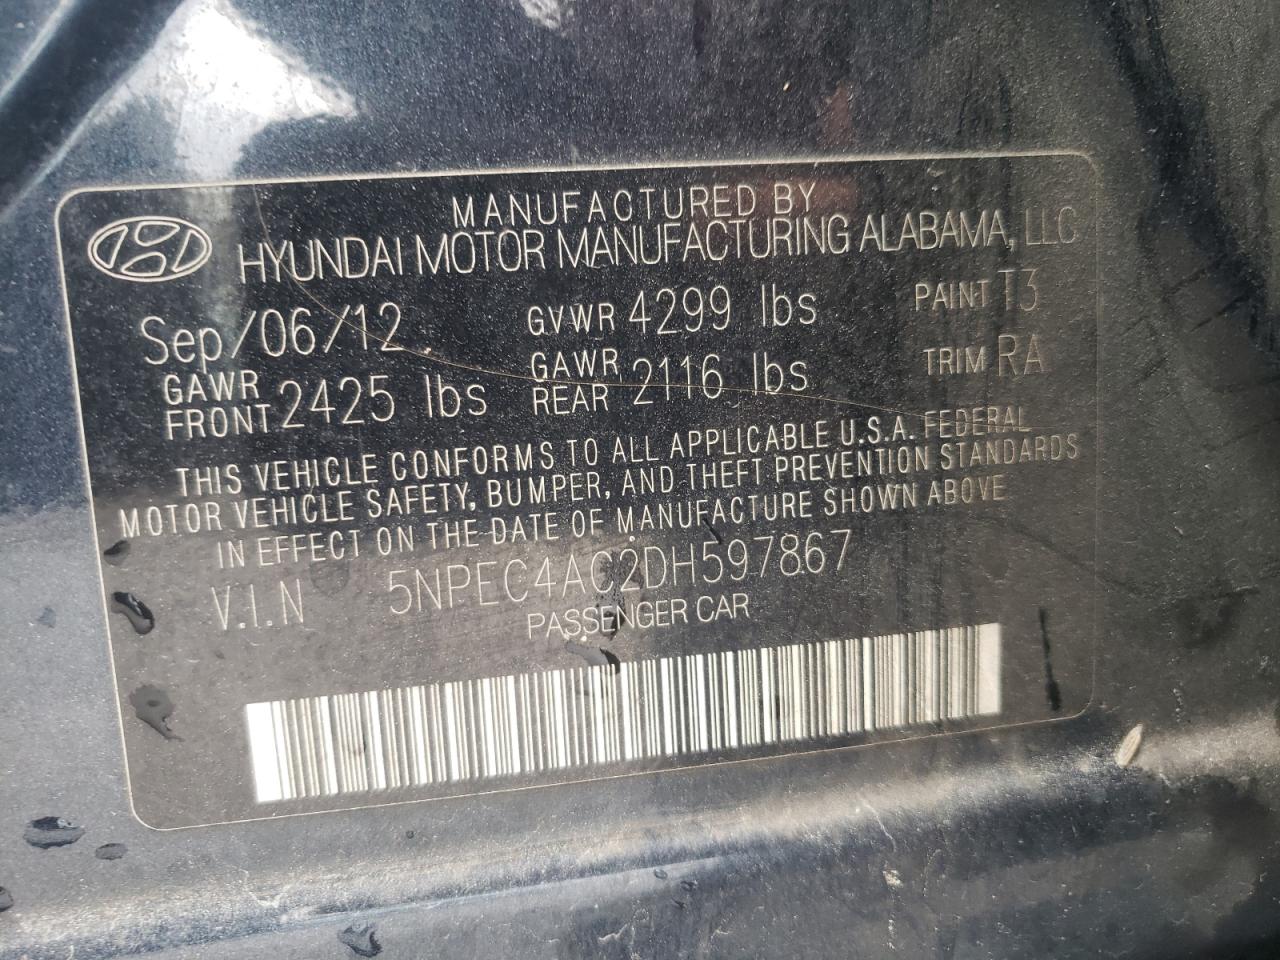 MANUFACTURED BY
HYUNDAI MOTOR MANUFACTURING ALABAMA, LLC
Sep/06/12 GVWR 4299 lbs PAINT T3
GAWR FRONT 2425 lbs GAWR REAR 2116 lbs TRIM RA
THIS VEHICLE CONFORMS TO ALL APPLICABLE U.S.A. FEDERAL
MOTOR VEHICLE SAFETY, BUMPER, AND THEFT PREVENTION STANDARDS
IN EFFECT ON THE DATE OF MANUFACTURE SHOWN ABOVE
V.I.N 5NPEC4AC2DH597867
PASSENGER CAR